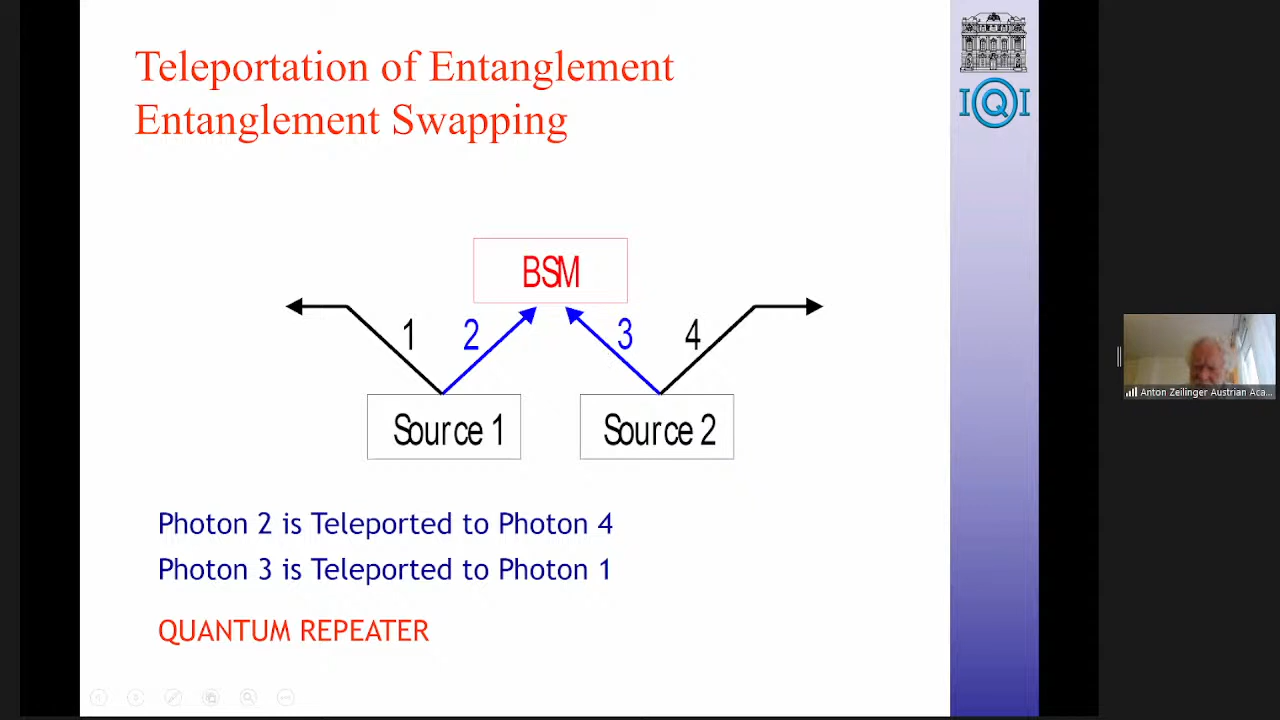 Teleportation of Entanglement
Entanglement Swapping
IQI
BSM
1
2
3
4
Source 1
Source 2
Photon 2 is Teleported to Photon 4
Photon 3 is Teleported to Photon 1
QUANTUM REPEATER
Anton Zeilinger Austrian Aca...